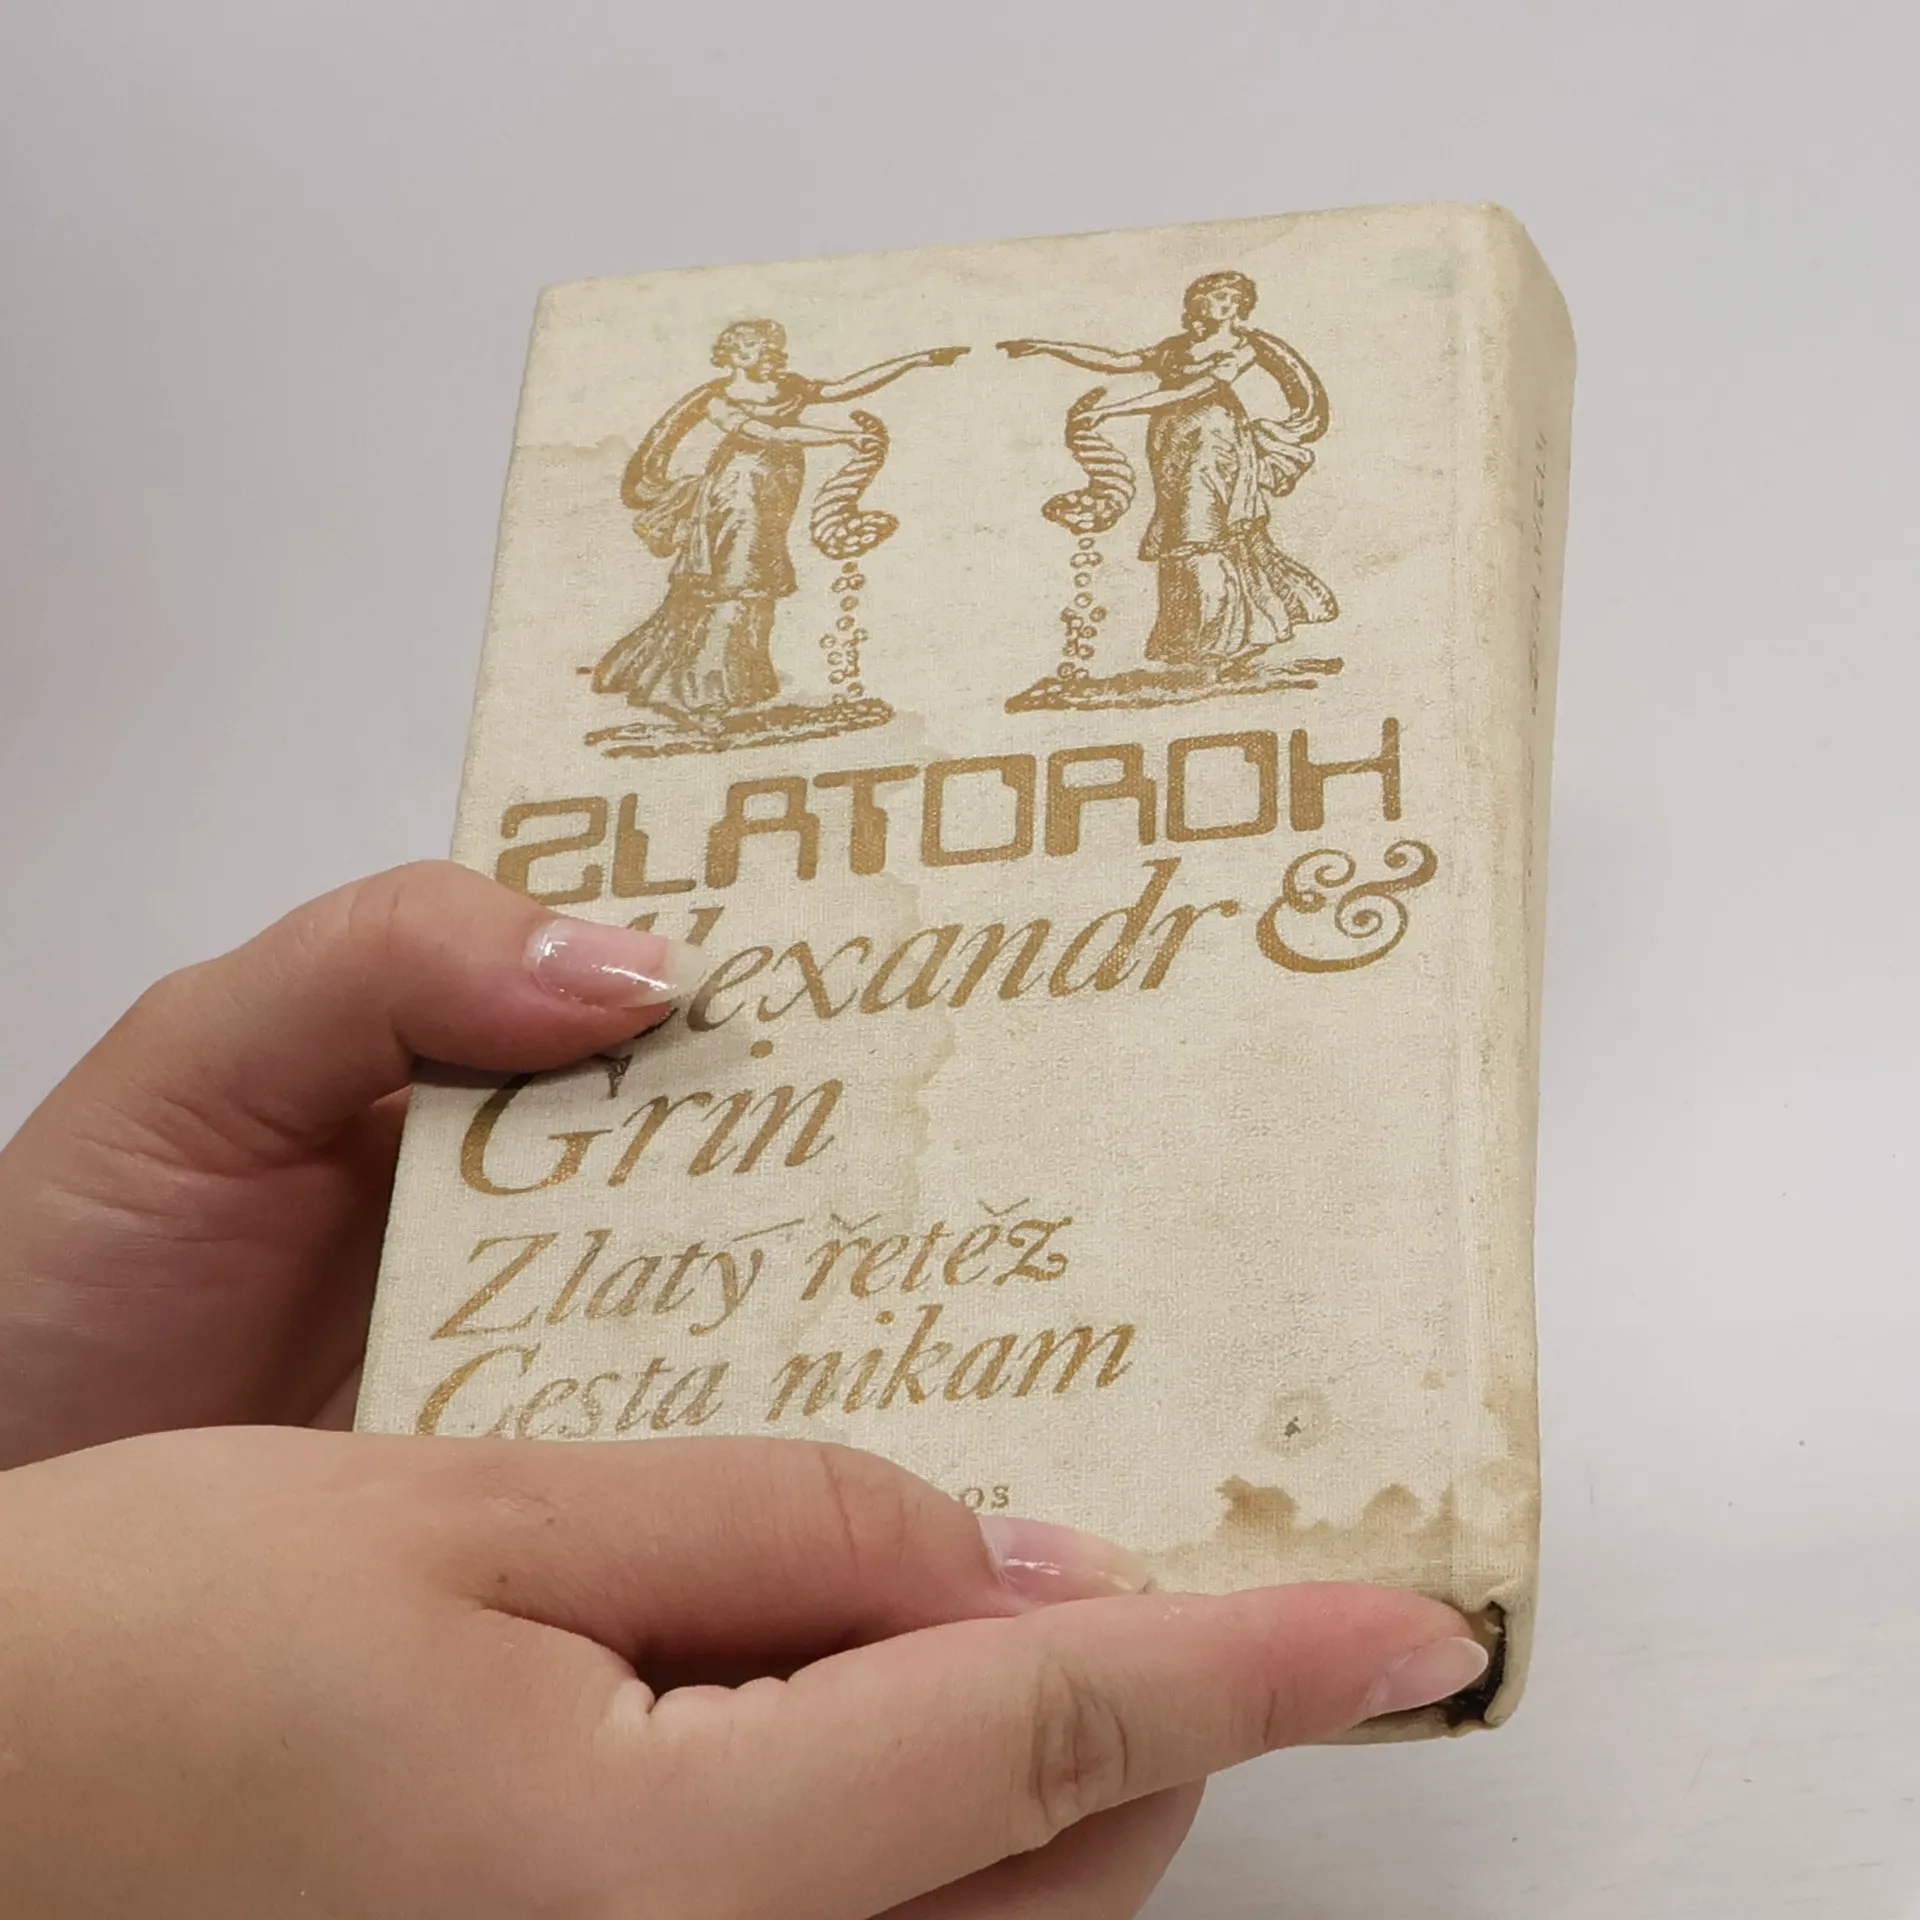 ZLATOROH
Alexandr &
Grin
Zlatý řetěz
Cesta nikam